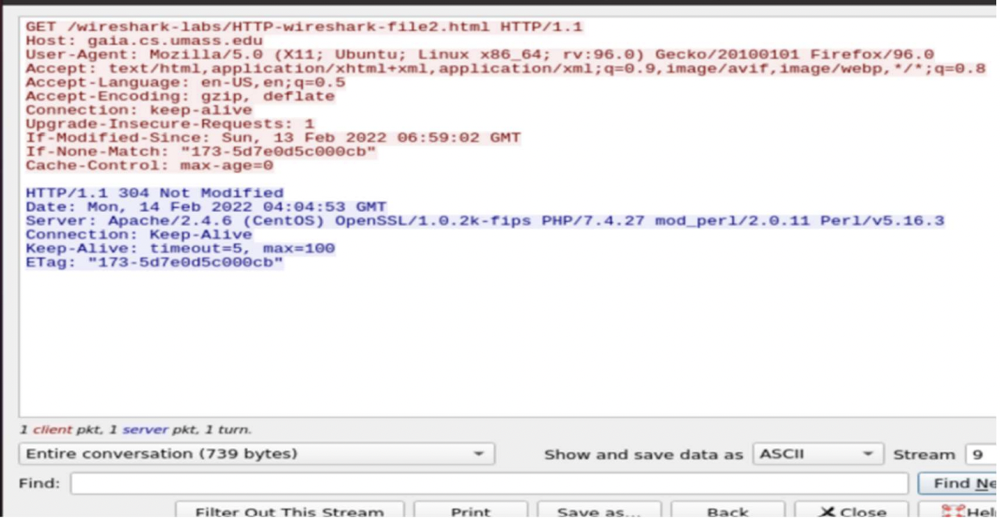 GET /wireshark-labs/HTTP-wireshark-file2.html HTTP/1.1
Host: gaia.cs.umass.edu
User-Agent: Mozilla/5.0 (X11; Ubuntu; Linux x86_64; rv:96.0) Gecko/20100101 Firefox/96.0
Accept: text/html,application/xhtml+xml,application/xml;q=0.9,image/avif,image/webp,*/*;q=0.8
Accept-Language: en-US,en;q=0.5
Accept-Encoding: gzip, deflate
Connection: keep-alive
Upgrade-Insecure-Requests: 1
If-Modified-Since: Sun, 13 Feb 2022 06:59:02 GMT
If-None-Match: "173-5d7e0d5c000cb"
Cache-Control: max-age=0
HTTP/1.1 304 Not Modified
Date: Mon, 14 Feb 2022 04:04:53 GMT
Server: Apache/2.4.6 (CentOS) OpenSSL/1.0.2k-fips PHP/7.4.27 mod_perl/2.0.11 Perl/v5.16.3
Connection: Keep-Alive
Keep-Alive: timeout=5, max=100
ETag: "173-5d7e0d5c000cb"
1 client pkt, 1 server pkt, 1 turn.
Entire conversation (739 bytes) Show and save data as ASCII Stream 9
Find: Find Ne
Filter Out This Stream Print Save as... Back Close Hel